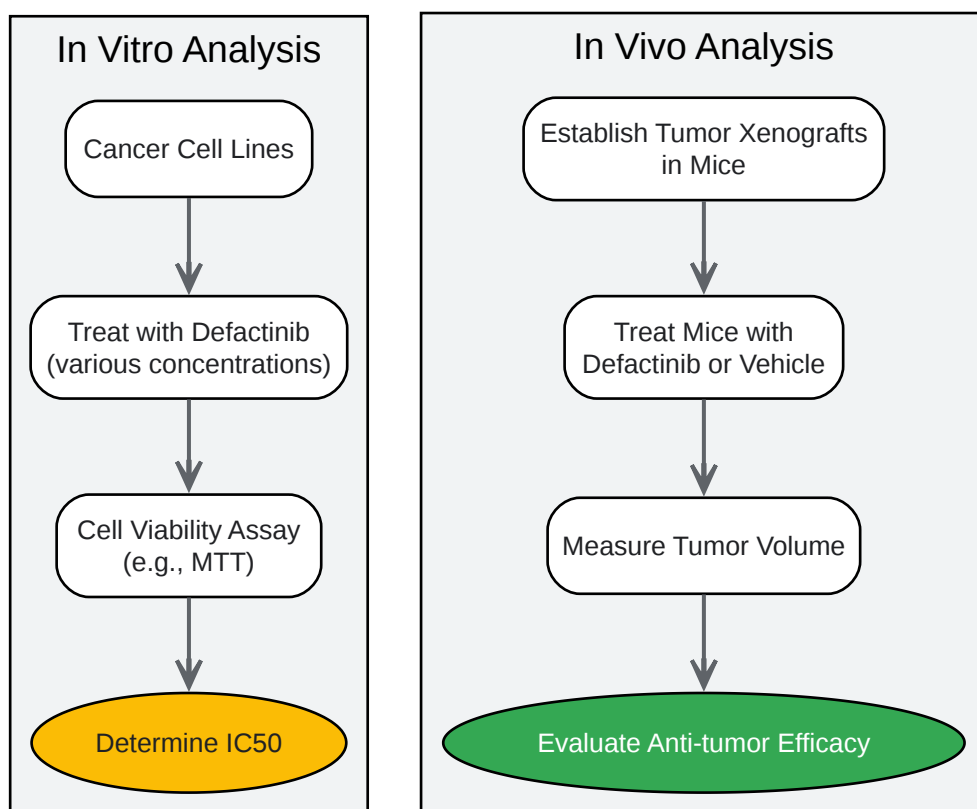 In Vitro Analysis
Cancer Cell Lines
Treat with Defactinib
(various concentrations)
Cell Viability Assay
(e.g., MTT)
Determine IC50
In Vivo Analysis
Establish Tumor Xenografts
in Mice
Treat Mice with
Defactinib or Vehicle
Measure Tumor Volume
Evaluate Anti-tumor Efficacy